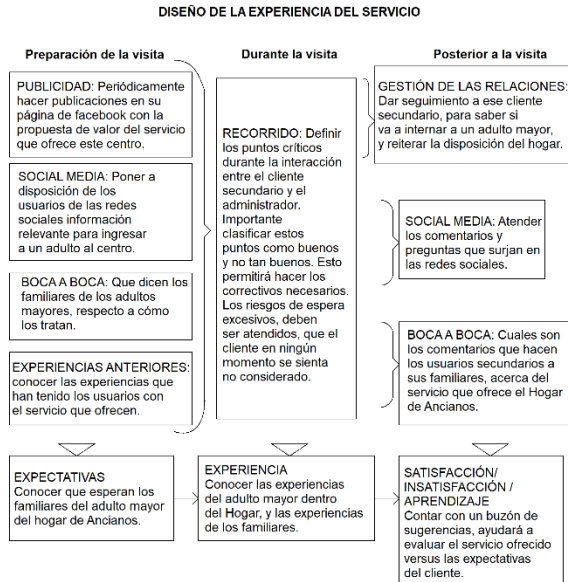 DISEÑO DE LA EXPERIENCIA DEL SERVICIO
Preparación de la visita
PUBLICIDAD: Periódicamente
hacer publicaciones en su
página de facebook con la
propuesta de valor del servicio
que ofrece este centro.
SOCIAL MEDIA: Poner a
disposición de los
usuarios de las redes
sociales información
relevante para ingresar
a un adulto al centro.
BOCA A BOCA: Que dicen los
familiares de los adultos
mayores, respecto a cómo
los tratan.
EXPERIENCIAS ANTERIORES:
conocer las experiencias que
han tenido los usuarios con
el servicio que ofrecen.
Durante la visita
RECORRIDO: Definir
los puntos críticos
durante la interacción
entre el cliente
secundario y el
administrador.
Importante
clasificar estos
puntos como buenos
y no tan buenos. Esto
permitirá hacer los
correctivos necesarios.
Los riesgos de espera
excesivos, deben
ser atendidos, que el
cliente en ningún
momento se sienta
no considerado.
Posterior a la visita
GESTIÓN DE LAS RELACIONES:
Dar seguimiento a ese cliente
secundario, para saber si
va a internar a un adulto mayor,
y reiterar la disposición del hogar.
SOCIAL MEDIA: Atender
los comentarios y
preguntas que surjan en
las redes sociales.
BOCA A BOCA: Cuales son
los comentarios que hacen
los usuarios secundarios a
sus familiares, acerca del
servicio que ofrece el Hogar
de Ancianos.
EXPECTATIVAS
Conocer que esperan los
familiares del adulto mayor
del hogar de Ancianos.
EXPERIENCIA
Conocer las experiencias
del adulto mayor dentro
del Hogar, y las experiencias
de los familiares.
SATISFACCIÓN/
INSATISFACCIÓN /
APRENDIZAJE
Contar con un buzón de
sugerencias, ayudará a
evaluar el servicio ofrecido
versus las expectativas
del cliente.